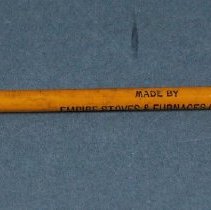 MADE BY
EMPIRE STOVES & FURNACES